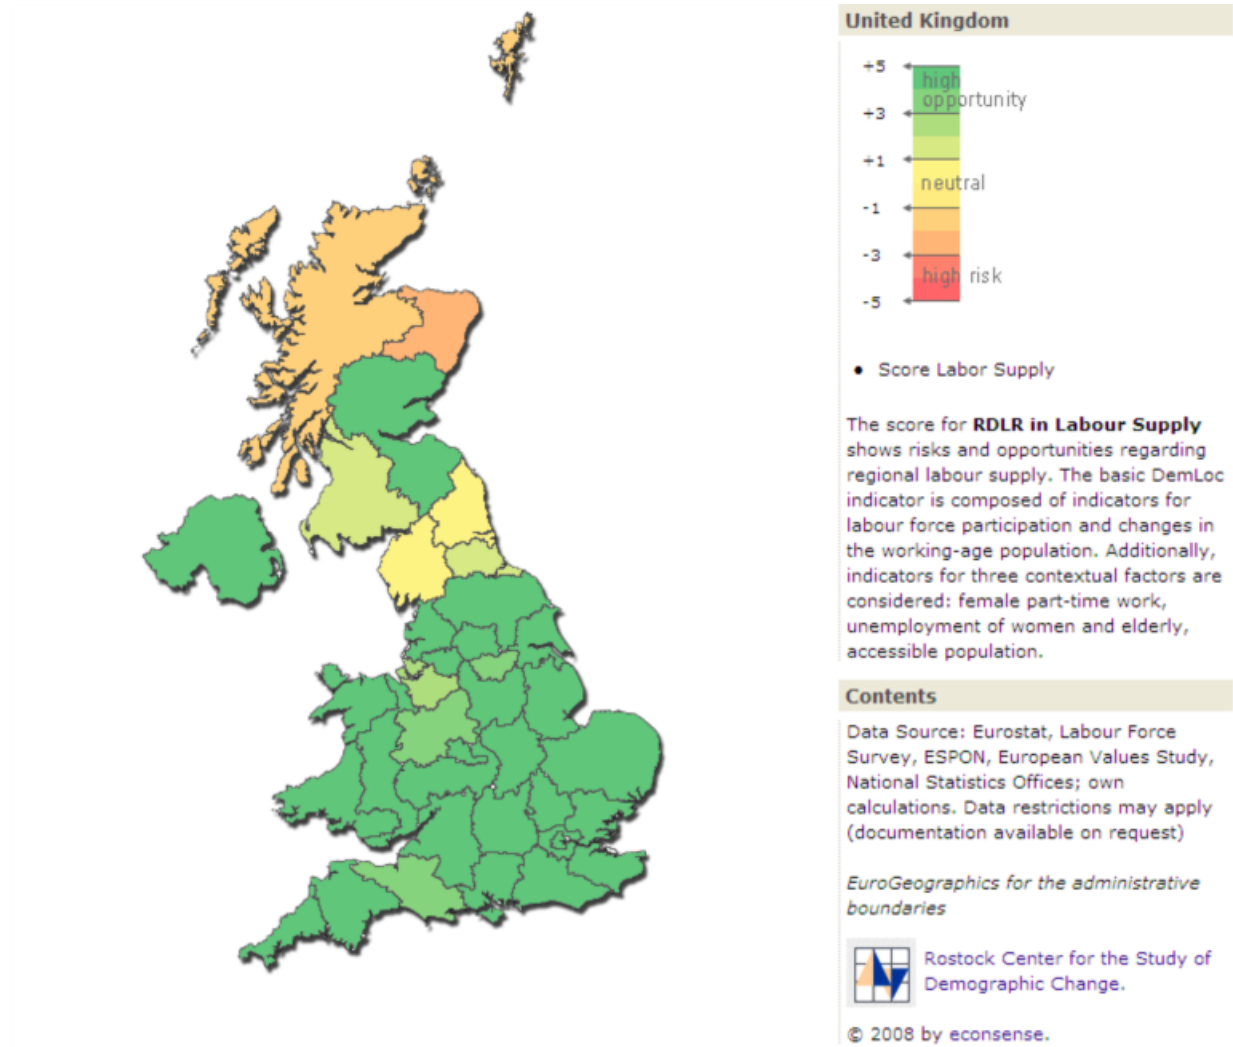 United Kingdom
+5
high
opportunity
+3
+1
neutral
-1
-3
high risk
-5
• Score Labor Supply
The score for RDLR in Labour Supply
shows risks and opportunities regarding
regional labour supply. The basic DemLoc
indicator is composed of indicators for
labour force participation and changes in
the working-age population. Additionally,
indicators for three contextual factors are
considered: female part-time work,
unemployment of women and elderly,
accessible population.
Contents
Data Source: Eurostat, Labour Force
Survey, ESPON, European Values Study,
National Statistics Offices; own
calculations. Data restrictions may apply
(documentation available on request)
EuroGeographics for the administrative
boundaries
Rostock Center for the Study of
Demographic Change.
© 2008 by econsense.